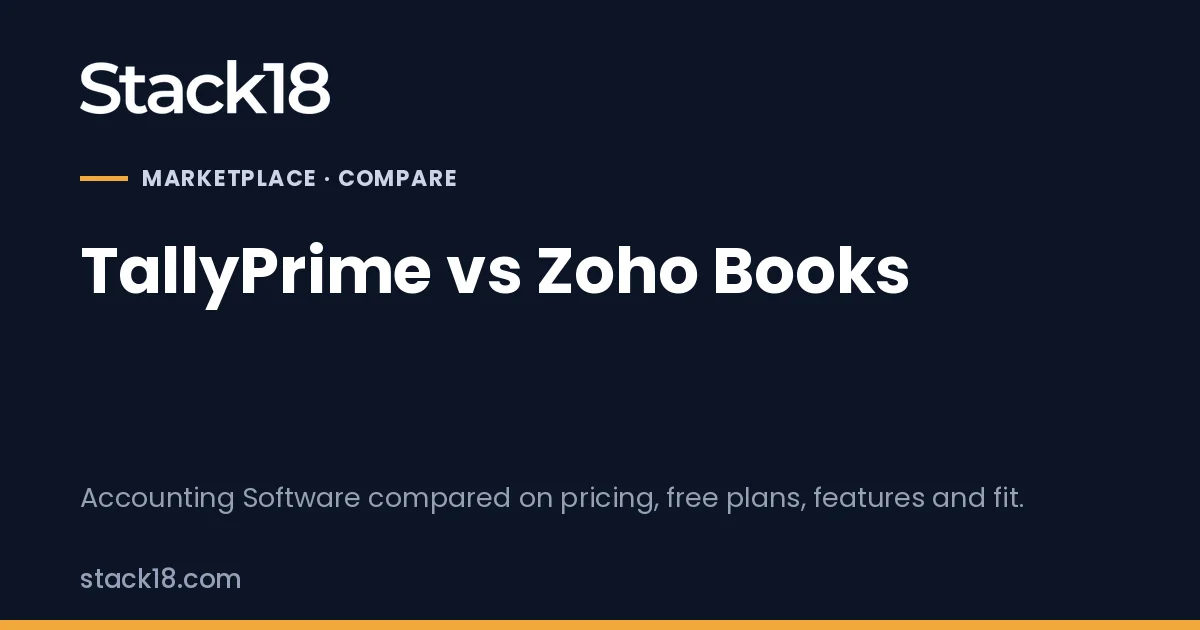 Stack18
MARKETPLACE · COMPARE
TallyPrime vs Zoho Books
Accounting Software compared on pricing, free plans, features and fit.
stack18.com